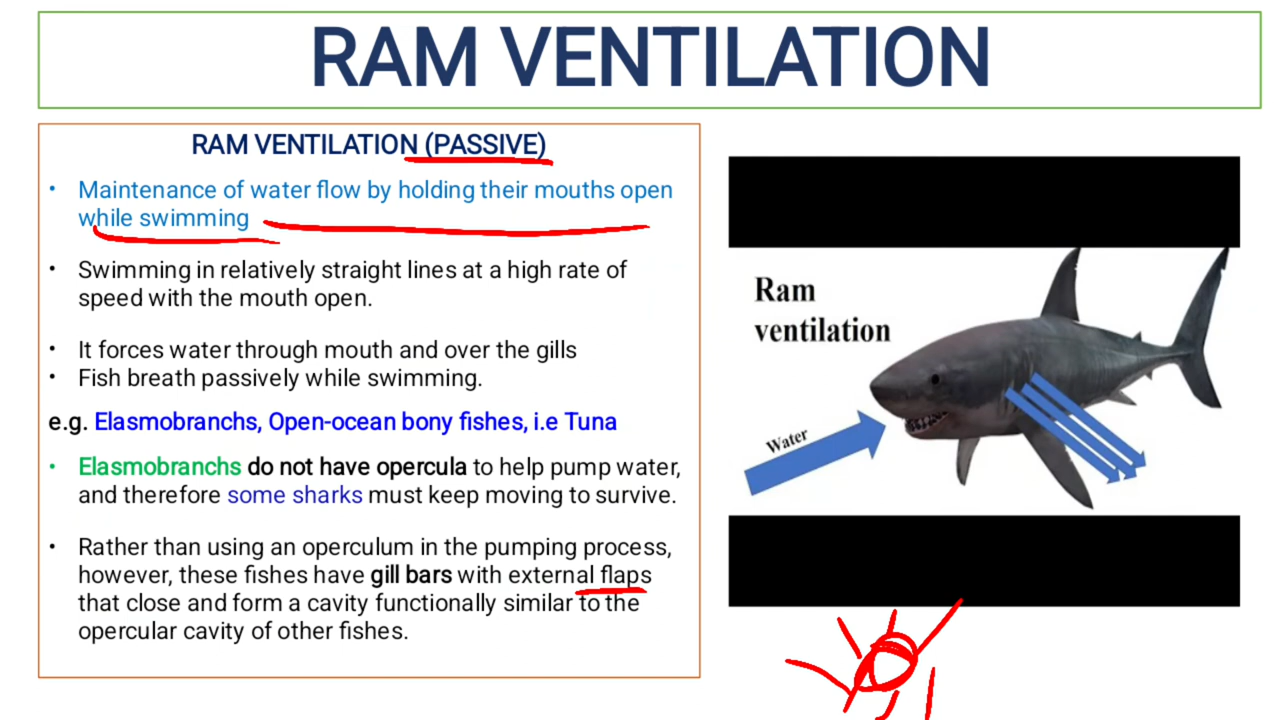 RAM VENTILATION
RAM VENTILATION (PASSIVE)
• Maintenance of water flow by holding their mouths open
while swimming
• Swimming in relatively straight lines at a high rate of
speed with the mouth open.
• It forces water through mouth and over the gills
• Fish breath passively while swimming.
e.g. Elasmobranchs, Open-ocean bony fishes, i.e Tuna
• Elasmobranchs do not have opercula to help pump water,
and therefore some sharks must keep moving to survive.
• Rather than using an operculum in the pumping process,
however, these fishes have gill bars with external flaps
that close and form a cavity functionally similar to the
opercular cavity of other fishes.
Ram
ventilation
Water